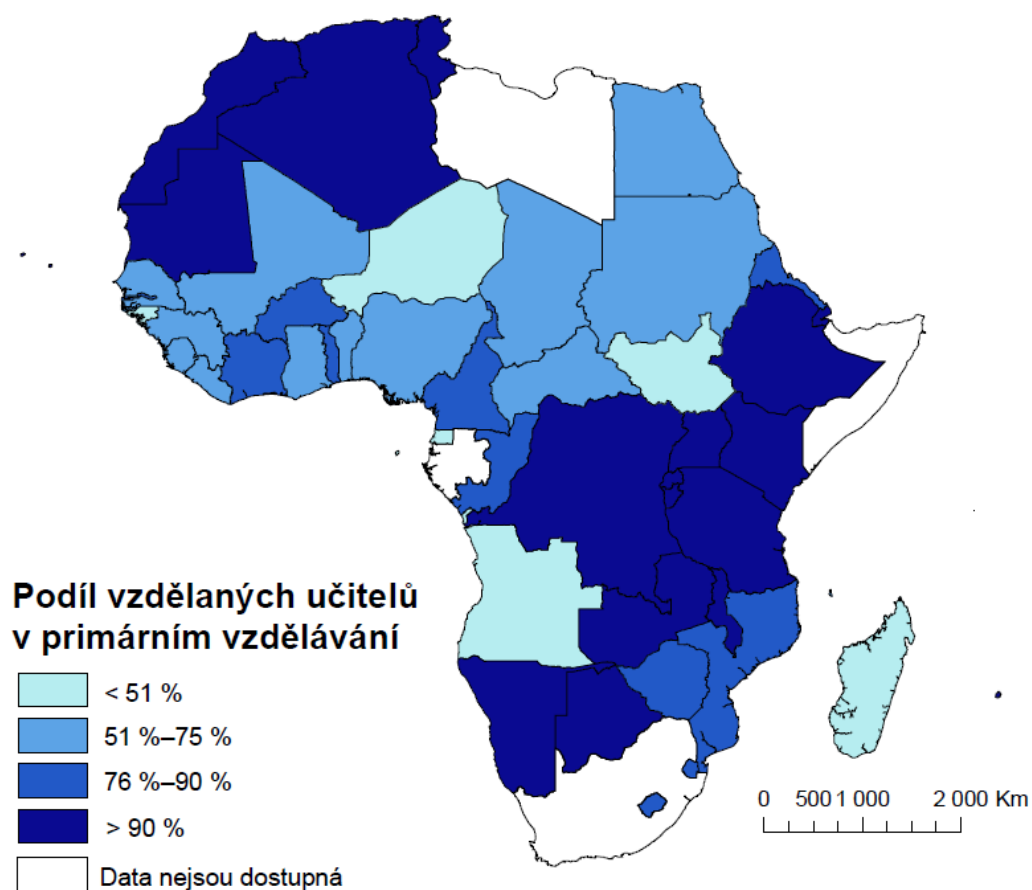 Podíl vzdělaných učitelů
v primárním vzdělávání
< 51 %
51 %–75 %
76 %–90 %
> 90 %
Data nejsou dostupná
0 500 1 000 2 000 Km